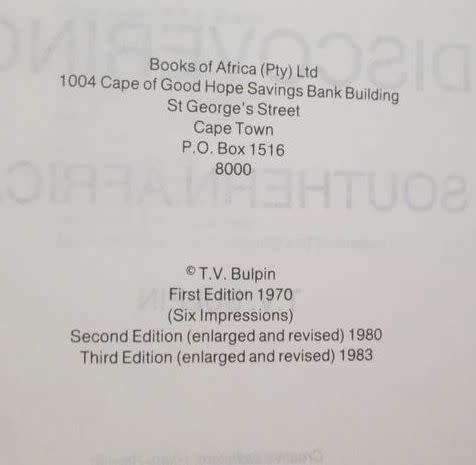 Books of Africa (Pty) Ltd
1004 Cape of Good Hope Savings Bank Building
St George's Street
Cape Town
P.O. Box 1516
8000
© T.V. Bulpin
First Edition 1970
(Six Impressions)
Second Edition (enlarged and revised) 1980
Third Edition (enlarged and revised) 1983